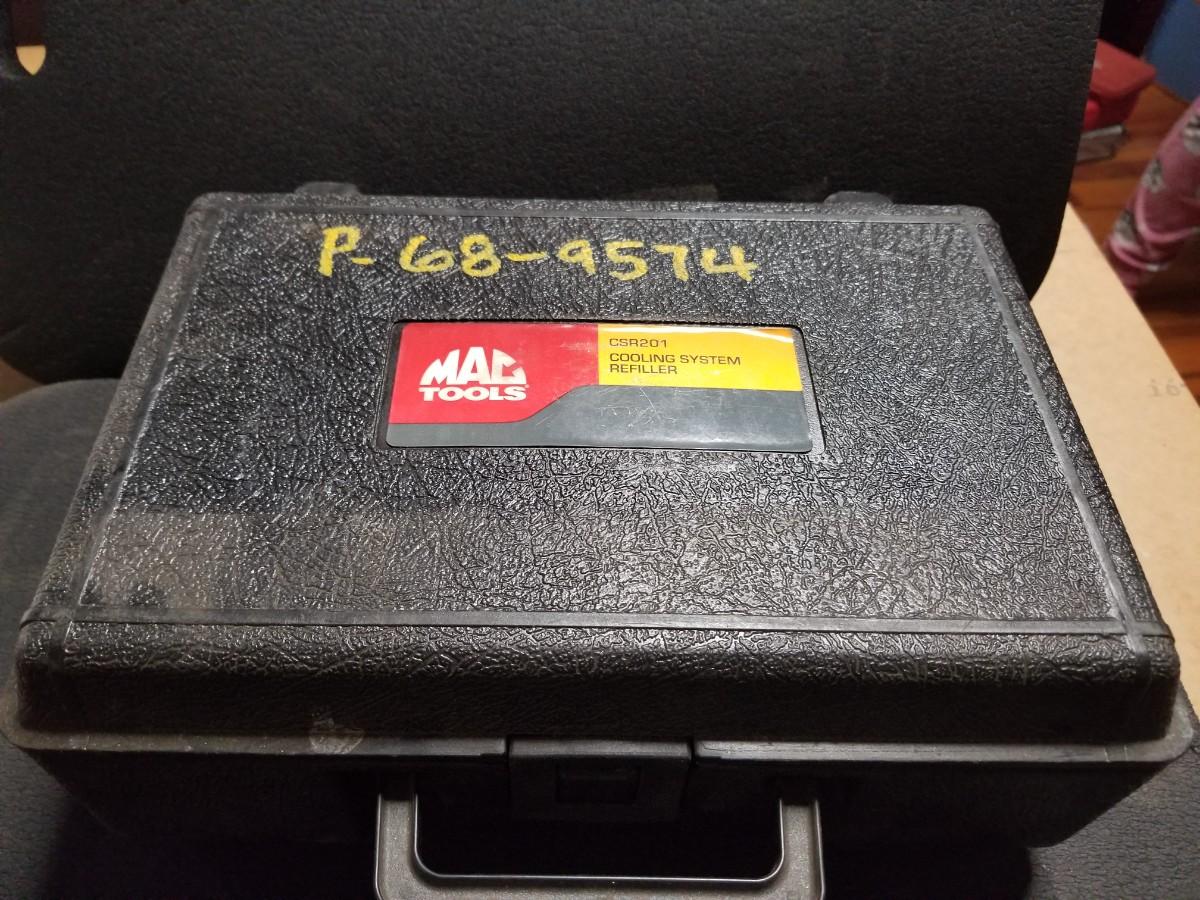 P-68-9574
MAC
TOOLS®
CSR201
COOLING SYSTEM
REFILLER